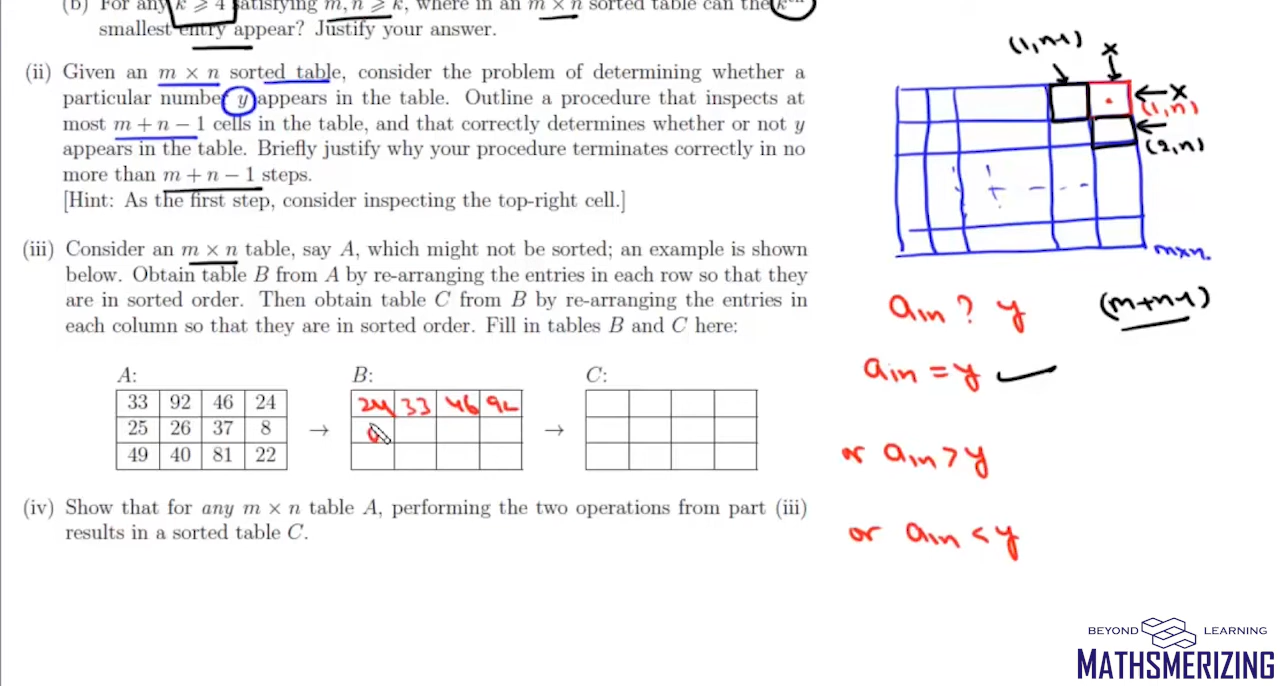 (b) For any k ⩾ 4 satisfying m, n ⩾ k, where in an m × n sorted table can the k
smallest entry appear? Justify your answer.
(ii) Given an m × n sorted table, consider the problem of determining whether a
particular number y appears in the table. Outline a procedure that inspects at
most m + n − 1 cells in the table, and that correctly determines whether or not y
appears in the table. Briefly justify why your procedure terminates correctly in no
more than m + n − 1 steps.
[Hint: As the first step, consider inspecting the top-right cell.]
(iii) Consider an m × n table, say A, which might not be sorted; an example is shown
below. Obtain table B from A by re-arranging the entries in each row so that they
are in sorted order. Then obtain table C from B by re-arranging the entries in
each column so that they are in sorted order. Fill in tables B and C here:
A:
33 92 46 24
25 26 37 8
49 40 81 22
→
B:
24 33 46 92
→
C:
(iv) Show that for any m × n table A, performing the two operations from part (iii)
results in a sorted table C.
(1, n-1) x
x
(1, n)
(2, n)
m×n.
a1n ? y
(m+n-1)
a1n = y
or a1n > y
or a1n < y
BEYOND LEARNING
MATHSMERIZING